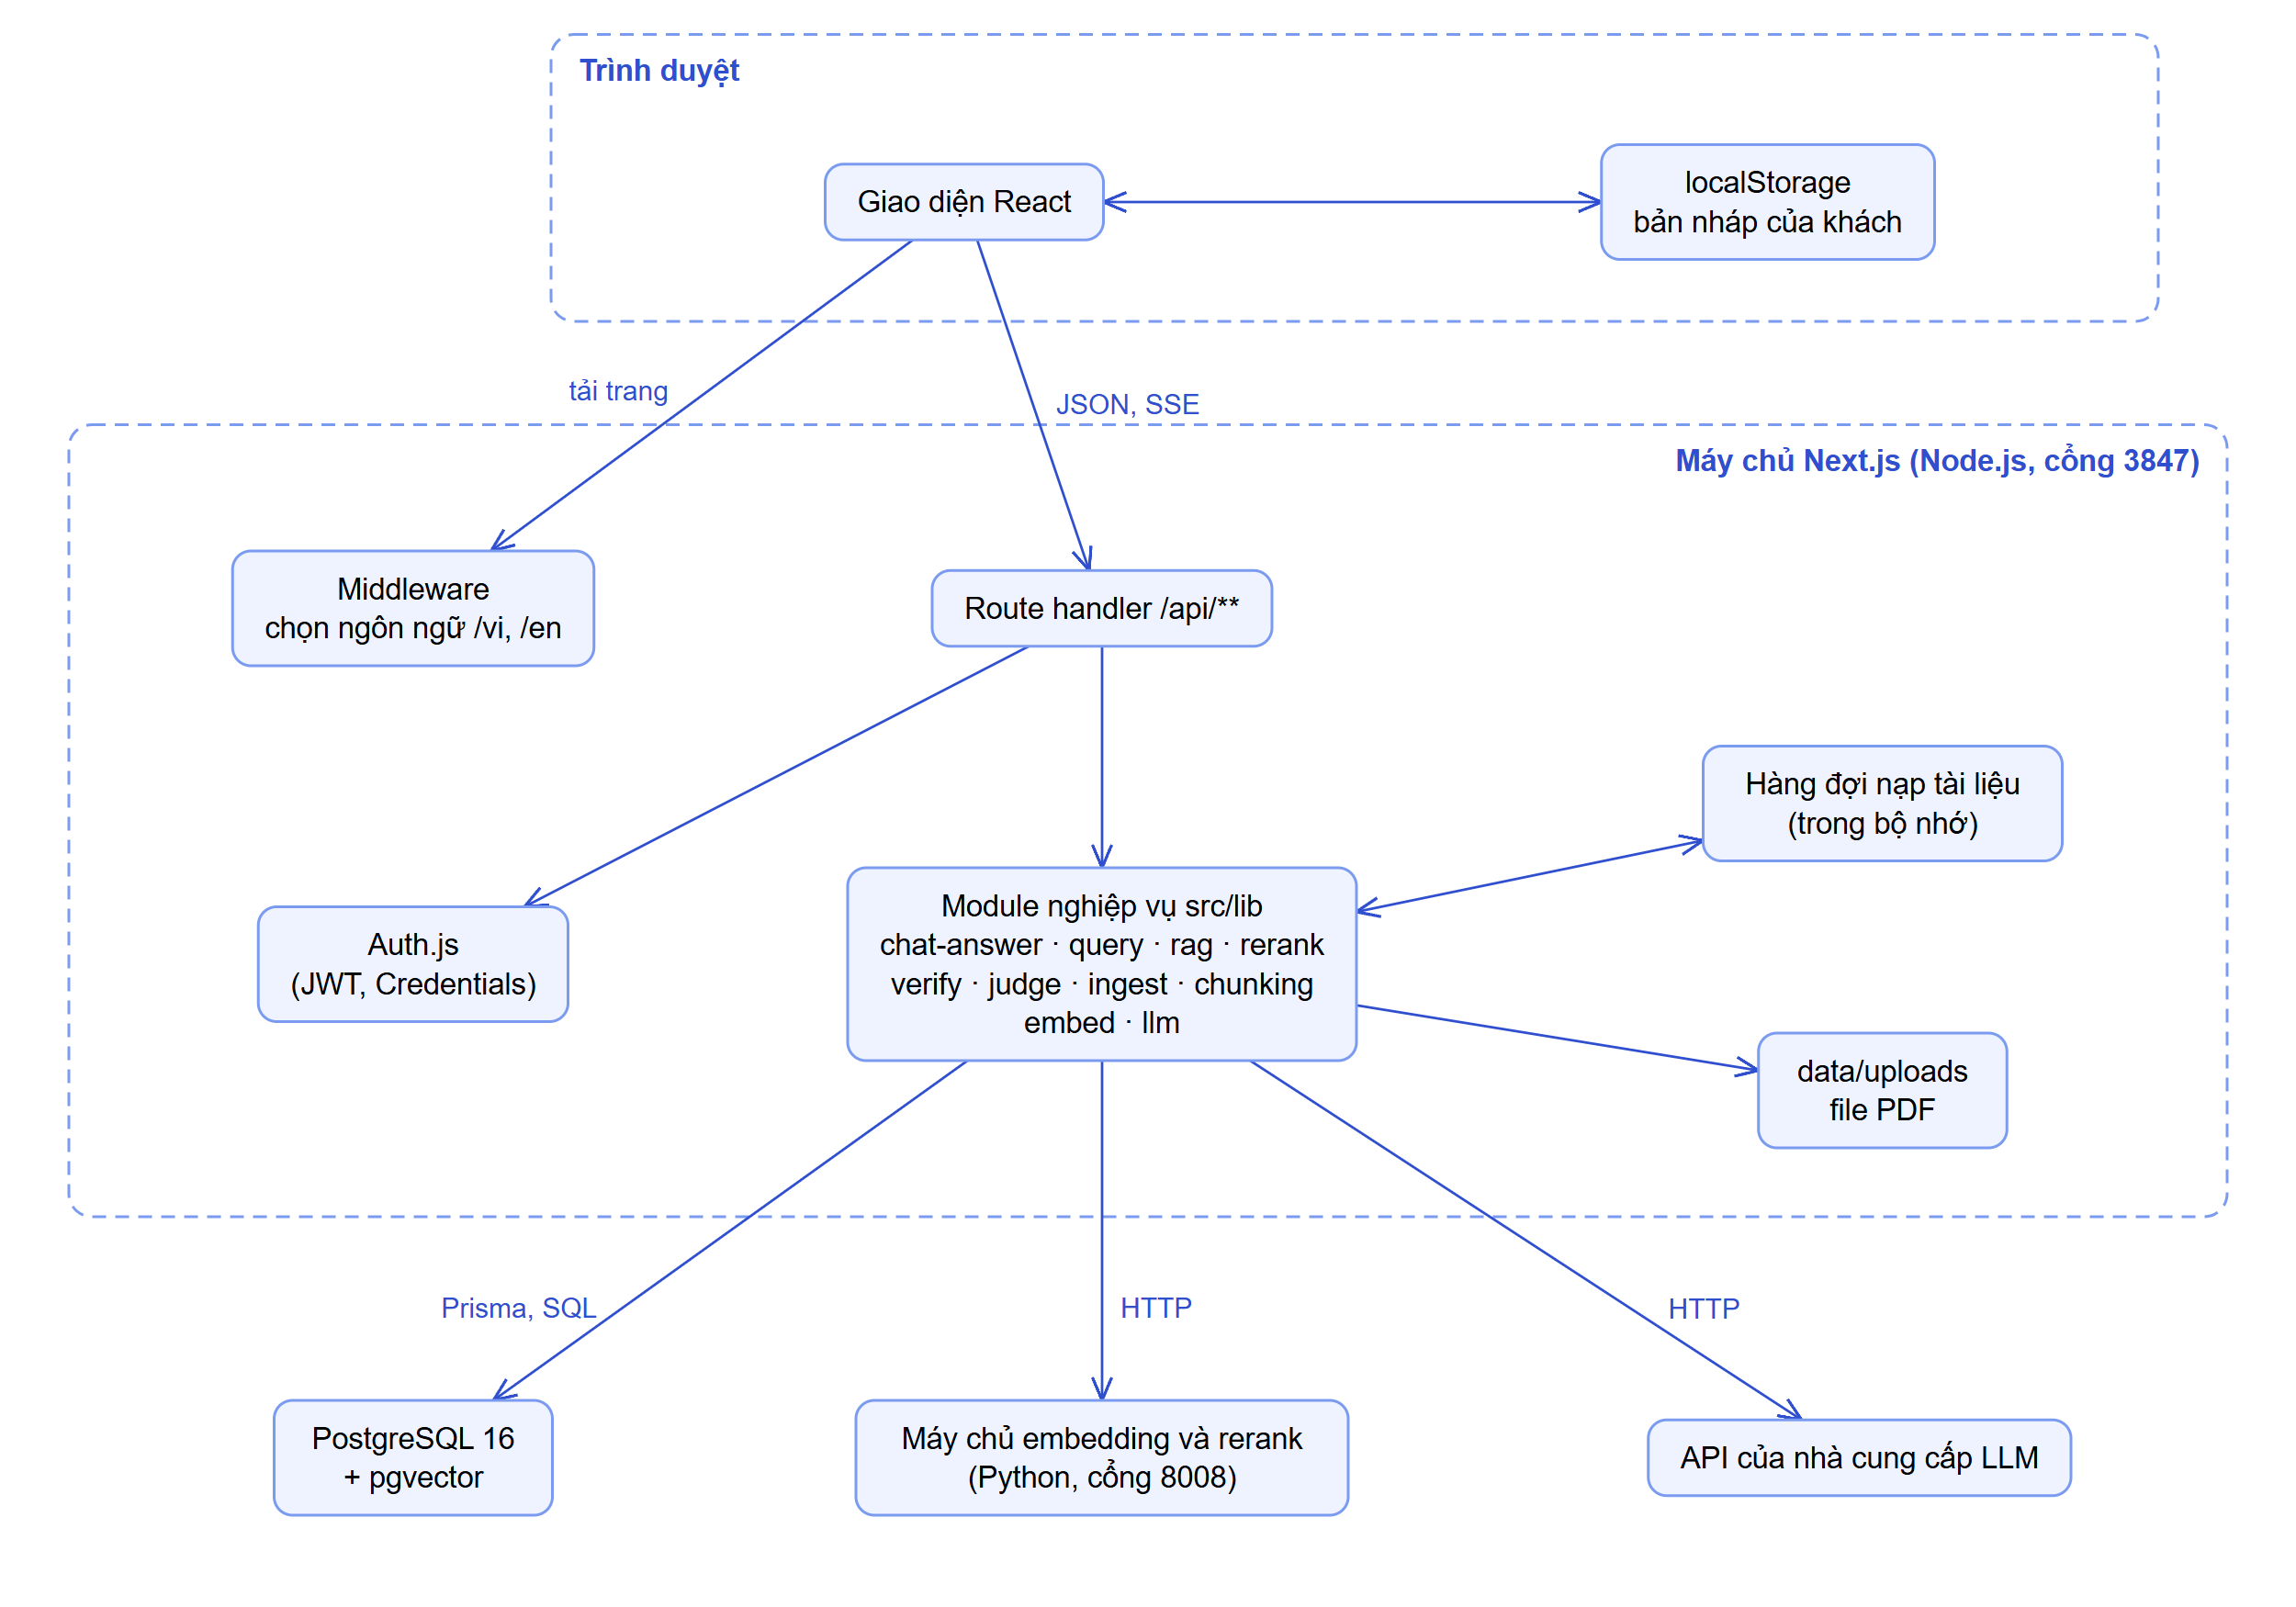 Trình duyệt
Giao diện React
localStorage
bản nháp của khách
tải trang
JSON, SSE
Máy chủ Next.js (Node.js, cổng 3847)
Middleware
chọn ngôn ngữ /vi, /en
Route handler /api/**
Hàng đợi nạp tài liệu
(trong bộ nhớ)
Auth.js
(JWT, Credentials)
Module nghiệp vụ src/lib
chat-answer · query · rag · rerank
verify · judge · ingest · chunking
embed · llm
data/uploads
file PDF
Prisma, SQL
HTTP
HTTP
PostgreSQL 16
+ pgvector
Máy chủ embedding và rerank
(Python, cổng 8008)
API của nhà cung cấp LLM